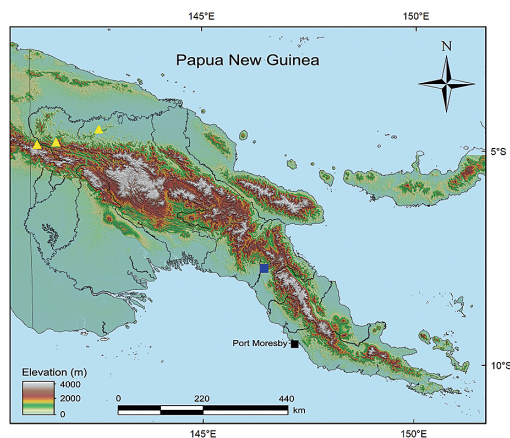 145°E 150°E
Papua New Guinea
N
5°S
Port Moresby
10°S
Elevation (m)
4000
2000
0
0 220 440
km
145°E 150°E